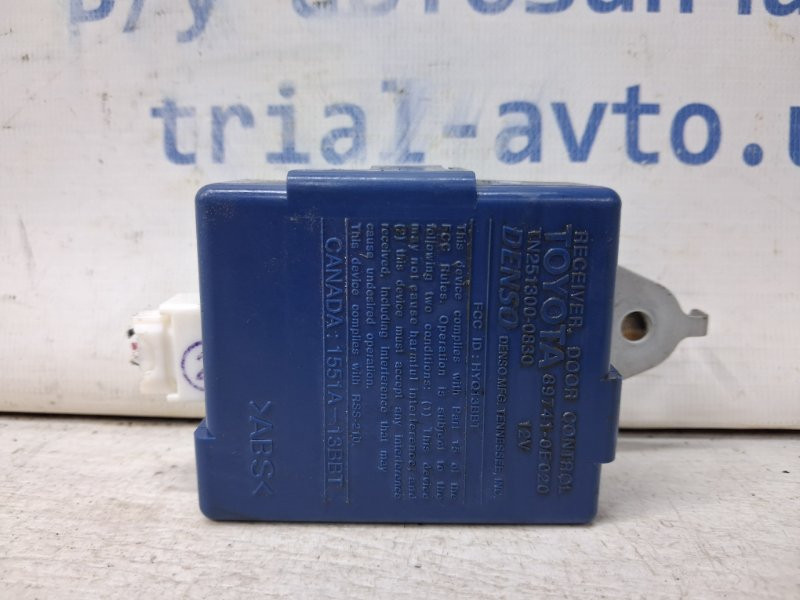 б/у автозапча
trial-avto.u
RECEIVER, DOOR CONTROL
TOYOTA 89741-0E020
TN251300-0880 12V
DENSO DENSO MFG. TENNESSEE, INC.
FCC ID : HYQ13BBT
This device complies with Part 15 of the
FCC Rules. Operation is subject to the
following two conditions: (1) This device
may not cause harmful interference, and
(2) this device must accept any interference
received, including interference that may
cause undesired operation.
This device complies with RSS-210.
CANADA : 1551A-13BBT
>ABS<